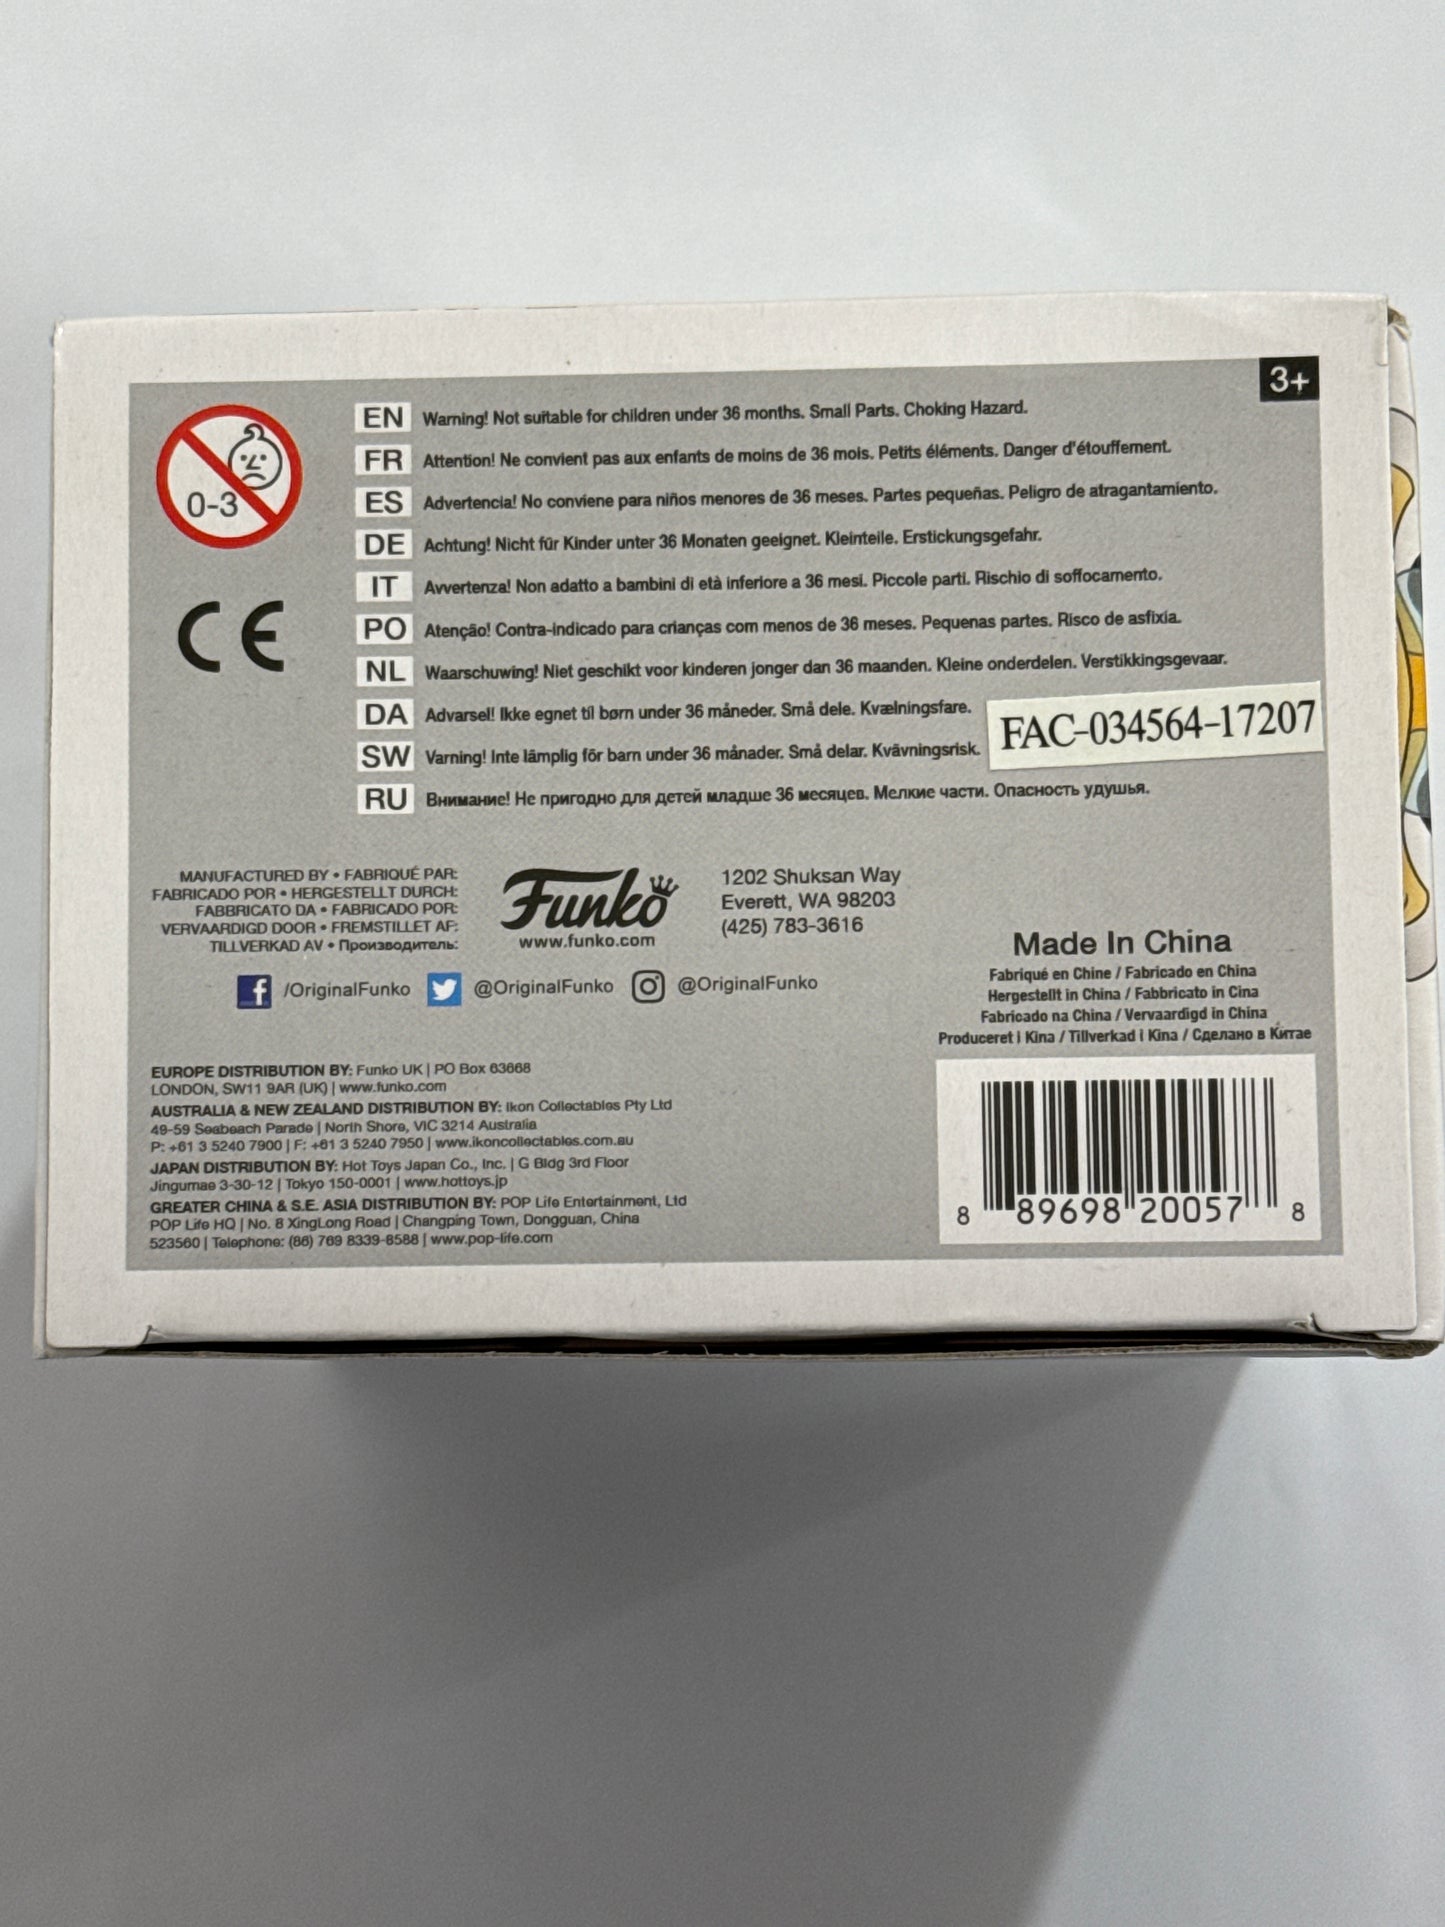 3+
0-3
EN Warning! Not suitable for children under 36 months. Small Parts. Choking Hazard.
FR Attention! Ne convient pas aux enfants de moins de 36 mois. Petits éléments. Danger d'étouffement.
ES Advertencia! No conviene para niños menores de 36 meses. Partes pequeñas. Peligro de atragantamiento.
DE Achtung! Nicht für Kinder unter 36 Monaten geeignet. Kleinteile. Erstickungsgefahr.
IT Avvertenza! Non adatto a bambini di età inferiore a 36 mesi. Piccole parti. Rischio di soffocamento.
PO Atenção! Contra-indicado para crianças com menos de 36 meses. Pequenas partes. Risco de asfixia.
NL Waarschuwing! Niet geschikt voor kinderen jonger dan 36 maanden. Kleine onderdelen. Verstikkingsgevaar.
DA Advarsel! Ikke egnet til børn under 36 måneder. Små dele. Kvælningsfare.
SW Varning! Inte lämplig för barn under 36 månader. Små delar. Kvävningsrisk.
RU Внимание! Не пригодно для детей младше 36 месяцев. Мелкие части. Опасность удушья.
CE
FAC-034564-17207
MANUFACTURED BY • FABRIQUÉ PAR:
FABRICADO POR • HERGESTELLT DURCH:
FABBRICATO DA • FABRICADO POR:
VERVAARDIGD DOOR • FREMSTILLET AF:
TILLVERKAD AV • Производитель:
Funko
www.funko.com
1202 Shuksan Way
Everett, WA 98203
(425) 783-3616
/OriginalFunko @OriginalFunko @OriginalFunko
Made In China
Fabriqué en Chine / Fabricado en China
Hergestellt in China / Fabbricato in Cina
Fabricado na China / Vervaardigd in China
Produceret i Kina / Tillverkad i Kina / Сделано в Китае
EUROPE DISTRIBUTION BY: Funko UK | PO Box 63668
LONDON, SW11 9AR (UK) | www.funko.com
AUSTRALIA & NEW ZEALAND DISTRIBUTION BY: Ikon Collectables Pty Ltd
49-59 Seabeach Parade | North Shore, VIC 3214 Australia
P: +61 3 5240 7900 | F: +61 3 5240 7950 | www.ikoncollectables.com.au
JAPAN DISTRIBUTION BY: Hot Toys Japan Co., Inc. | G Bldg 3rd Floor
Jingumae 3-30-12 | Tokyo 150-0001 | www.hottoys.jp
GREATER CHINA & S.E. ASIA DISTRIBUTION BY: POP Life Entertainment, Ltd
POP Life HQ | No. 8 XingLong Road | Changping Town, Dongguan, China
523560 | Telephone: (86) 769 8339-8588 | www.pop-life.com
8 89698 20057 8